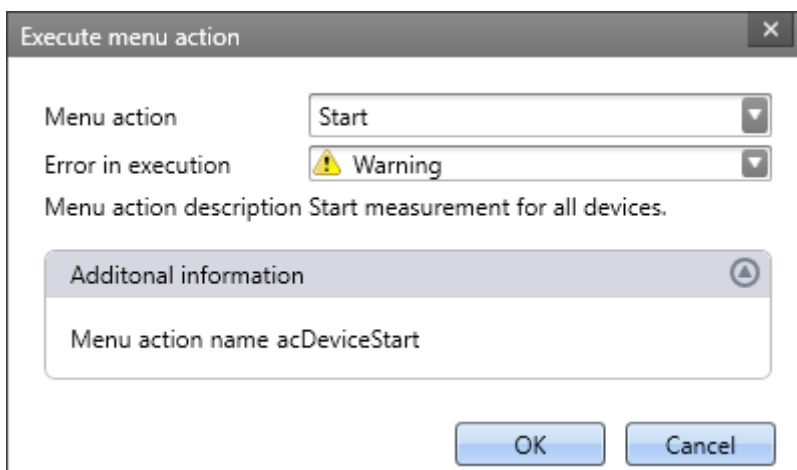 Execute menu action
Menu action Start
Error in execution Warning
Menu action description Start measurement for all devices.
Additonal information
Menu action name acDeviceStart
OK Cancel